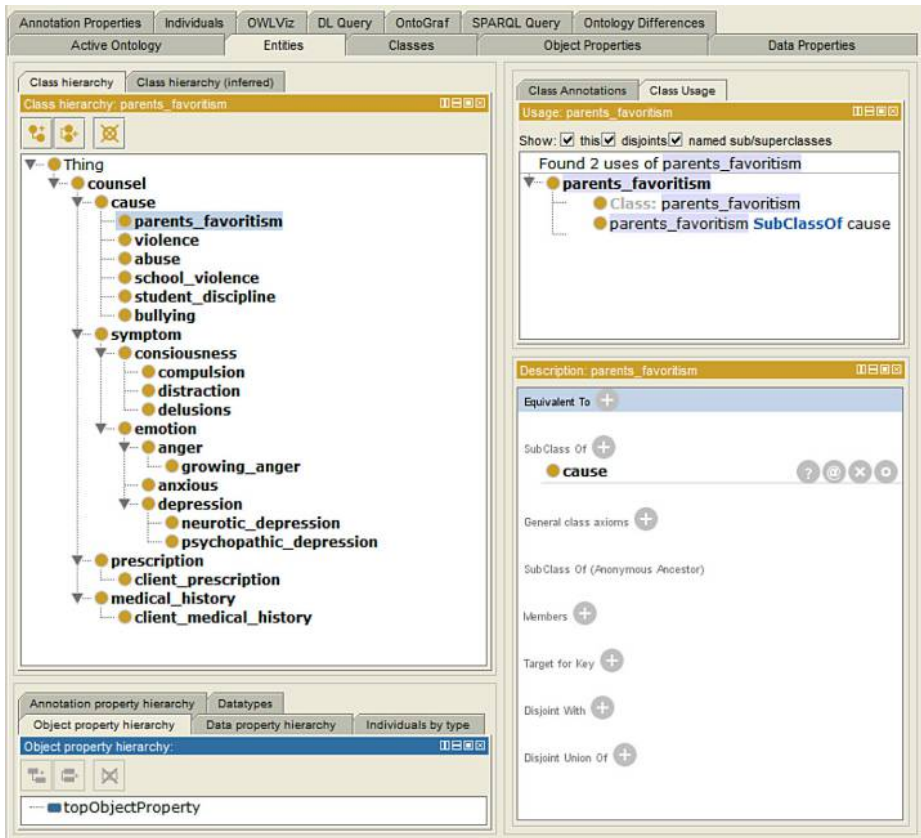 Annotation Properties Individuals OWLViz DL Query OntoGraf SPARQL Query Ontology Differences
Active Ontology Entities Classes Object Properties Data Properties
Class hierarchy Class hierarchy (inferred)
Class hierarchy: parents_favoritism
Thing
counsel
cause
parents_favoritism
violence
abuse
school_violence
student_discipline
bullying
symptom
consiousness
compulsion
distraction
delusions
emotion
anger
growing_anger
anxious
depression
neurotic_depression
psychopathic_depression
prescription
client_prescription
medical_history
client_medical_history
Annotation property hierarchy Datatypes
Object property hierarchy Data property hierarchy Individuals by type
Object property hierarchy:
topObjectProperty
Class Annotations Class Usage
Usage: parents_favoritism
Show: this disjoints named sub/superclasses
Found 2 uses of parents_favoritism
parents_favoritism
Class: parents_favoritism
parents_favoritism SubClassOf cause
Description: parents_favoritism
Equivalent To
SubClass Of
cause
General class axioms
SubClass Of (Anonymous Ancestor)
Members
Target for Key
Disjoint With
Disjoint Union Of